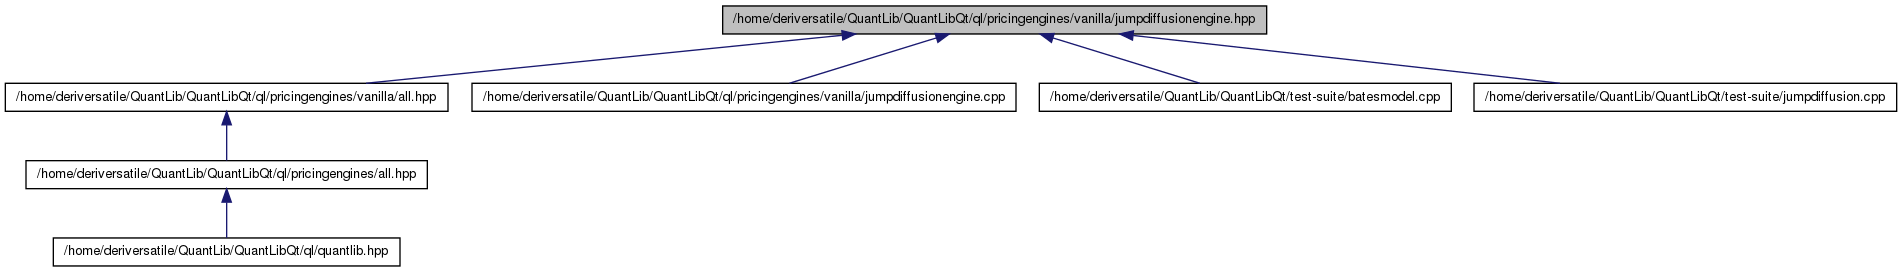 /home/deriversatile/QuantLib/QuantLibQt/ql/pricingengines/vanilla/jumpdiffusionengine.hpp
/home/deriversatile/QuantLib/QuantLibQt/ql/pricingengines/vanilla/all.hpp
/home/deriversatile/QuantLib/QuantLibQt/ql/pricingengines/vanilla/jumpdiffusionengine.cpp
/home/deriversatile/QuantLib/QuantLibQt/test-suite/batesmodel.cpp
/home/deriversatile/QuantLib/QuantLibQt/test-suite/jumpdiffusion.cpp
/home/deriversatile/QuantLib/QuantLibQt/ql/pricingengines/all.hpp
/home/deriversatile/QuantLib/QuantLibQt/ql/quantlib.hpp